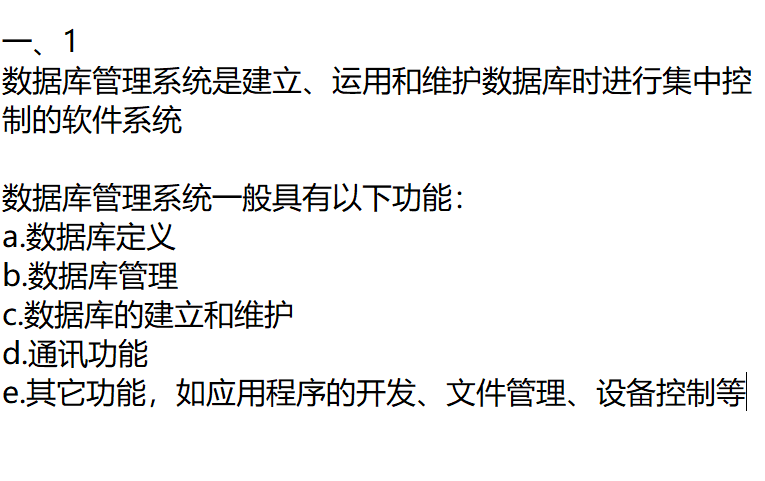 一、1
数据库管理系统是建立、运用和维护数据库时进行集中控
制的软件系统
数据库管理系统一般具有以下功能：
a.数据库定义
b.数据库管理
c.数据库的建立和维护
d.通讯功能
e.其它功能，如应用程序的开发、文件管理、设备控制等